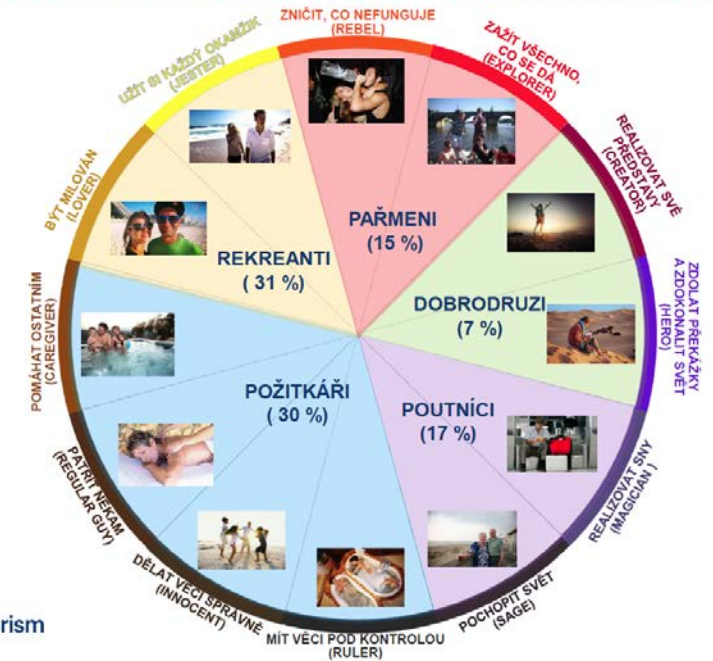 ZNIČIT, CO NEFUNGUJE
(REBEL)
ZAŽÍT VŠECHNO,
CO SE DÁ
(EXPLORER)
REALIZOVAT SVÉ
PŘEDSTAVY
(CREATOR)
ZDOLAT PŘEKÁŽKY
A ZDOKONALIT SVĚT
(HERO)
REALIZOVAT SNY
(MAGICIAN )
POCHOPIT SVĚT
(SAGE)
MÍT VĚCI POD KONTROLOU
(RULER)
DĚLAT VĚCI SPRÁVNĚ
(INNOCENT)
PATŘIT NĚKAM
(REGULAR GUY)
POMÁHAT OSTATNÍM
(CAREGIVER)
BÝT MILOVÁN
(LOVER)
UŽÍT SI KAŽDÝ OKAMŽIK
(JESTER)
PAŘMENI
(15 %)
DOBRODRUZI
(7 %)
POUTNÍCI
(17 %)
POŽITKÁŘI
( 30 %)
REKREANTI
( 31 %)
rism